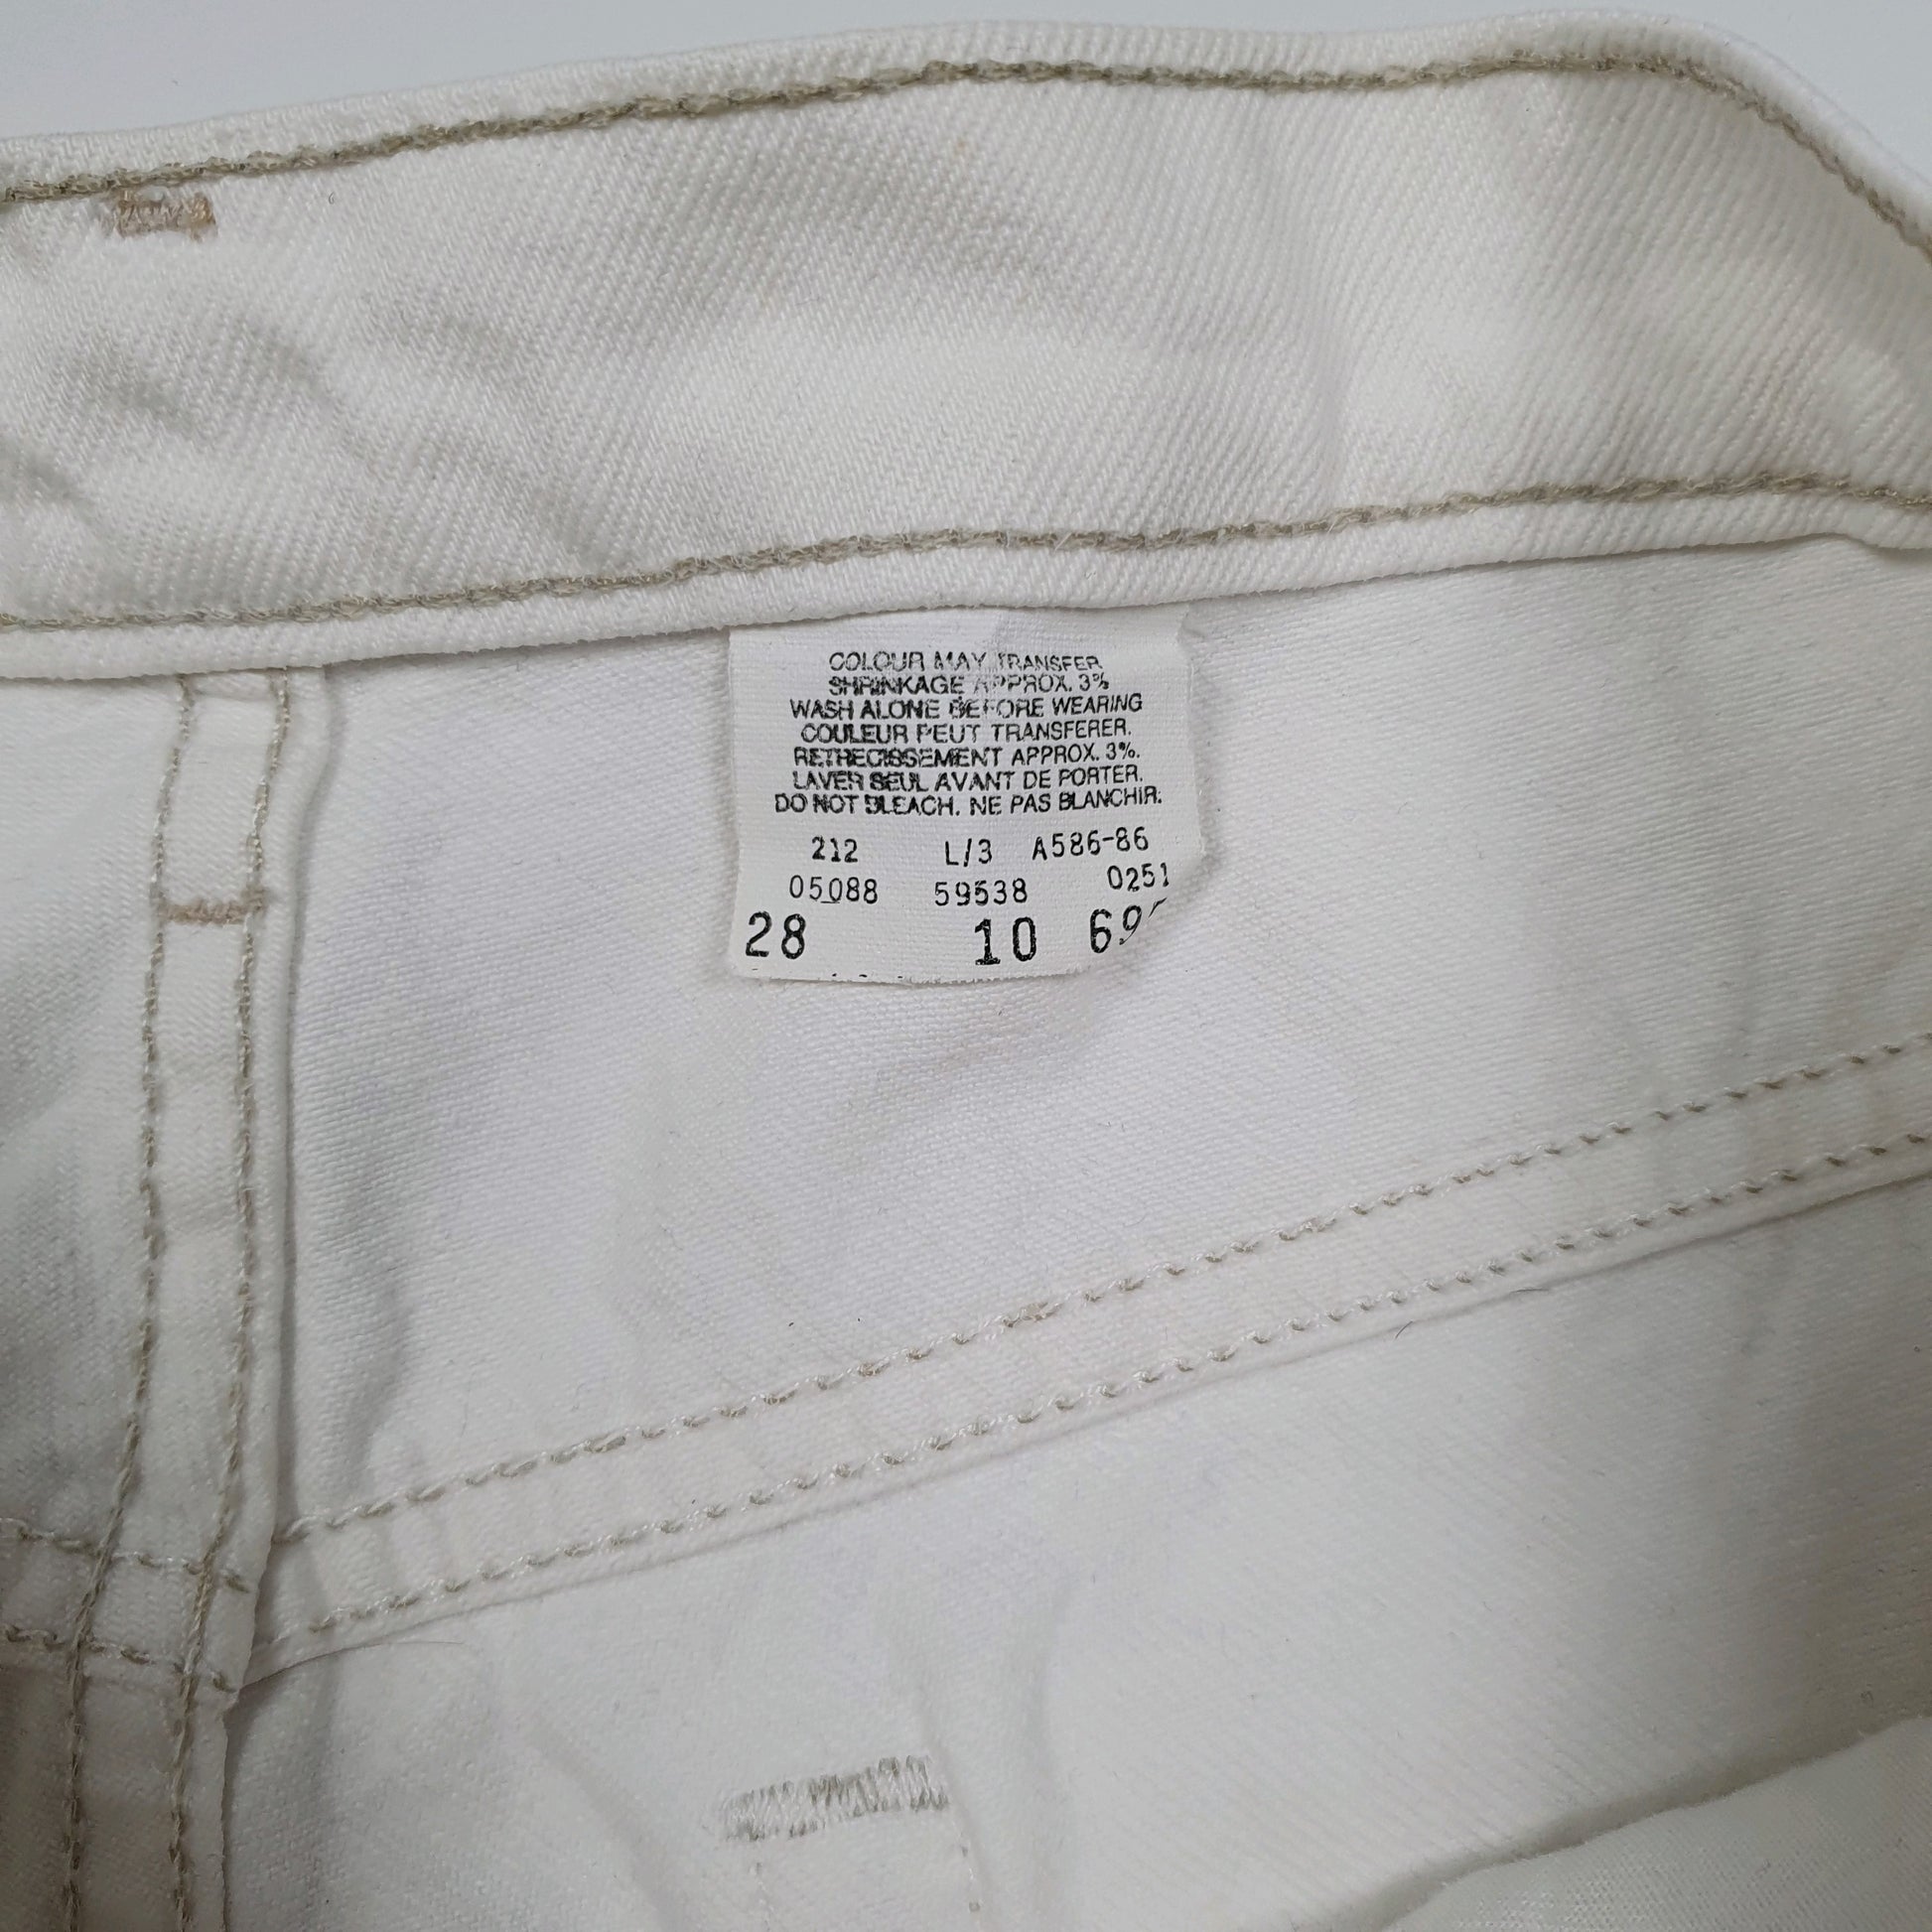 COLOUR MAY TRANSFER.
SHRINKAGE APPROX. 3%
WASH ALONE BEFORE WEARING
COULEUR PEUT TRANSFERER.
RETRECISSEMENT APPROX. 3%.
LAVER SEUL AVANT DE PORTER.
DO NOT BLEACH. NE PAS BLANCHIR.
212 L/3 A586-86
05088 59538 0251
28 10